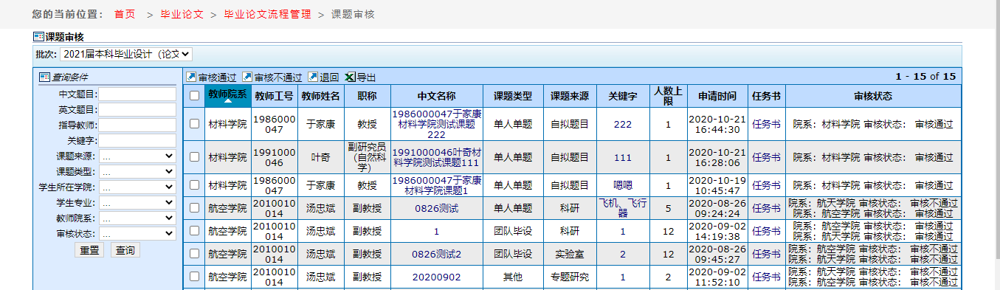 您的当前位置： 首页 > 毕业论文 > 毕业论文流程管理 > 课题审核
课题审核
批次: 2021届本科毕业设计（论文
查询条件
中文题目:
英文题目:
指导教师:
关键字:
课题来源: ...
课题类型: ...
学生所在学院: ...
学生专业: ...
教师院系: ...
审核状态: ...
重置 查询
审核通过 审核不通过 退回 导出 1 - 15 of 15
教师院系 教师工号 教师姓名 职称 中文名称 课题类型 课题来源 关键字 人数上限 申请时间 任务书 审核状态
材料学院 1986000047 于家康 教授 1986000047于家康材料学院测试课题222 单人单题 自拟题目 222 1 2020-10-21 16:44:30 任务书 院系：材料学院 审核状态： 审核通过
材料学院 1991000046 叶奇 副研究员（自然科学） 1991000046叶奇材料学院测试课题111 单人单题 自拟题目 111 1 2020-10-21 16:28:06 任务书 院系：材料学院 审核状态： 审核通过
材料学院 1986000047 于家康 教授 1986000047于家康材料学院课题1 单人单题 自拟题目 嗯嗯 1 2020-10-19 10:45:47 任务书 院系：材料学院 审核状态： 审核通过
航空学院 2010010014 汤忠斌 副教授 0826测试 单人单题 科研 飞机、飞行器 5 2020-08-26 09:24:24 任务书 院系：航天学院 审核状态： 审核不通过 院系：航空学院 审核状态： 审核不通过
航空学院 2010010014 汤忠斌 副教授 1 团队毕设 科研 1 12 2020-09-02 14:19:38 任务书 院系：航空学院 审核状态： 审核通过 院系：航天学院 审核状态： 审核通过
航空学院 2010010014 汤忠斌 副教授 0826测试2 团队毕设 实验室 2 12 2020-08-26 09:45:27 任务书 院系：航空学院 审核状态： 审核不通过 院系：航天学院 审核状态： 审核不通过
航空学院 2010010014 汤忠斌 副教授 20200902 其他 专题研究 1 2 2020-09-02 11:52:10 任务书 院系：航天学院 审核状态： 审核不通过 院系：航空学院 审核状态： 审核不通过